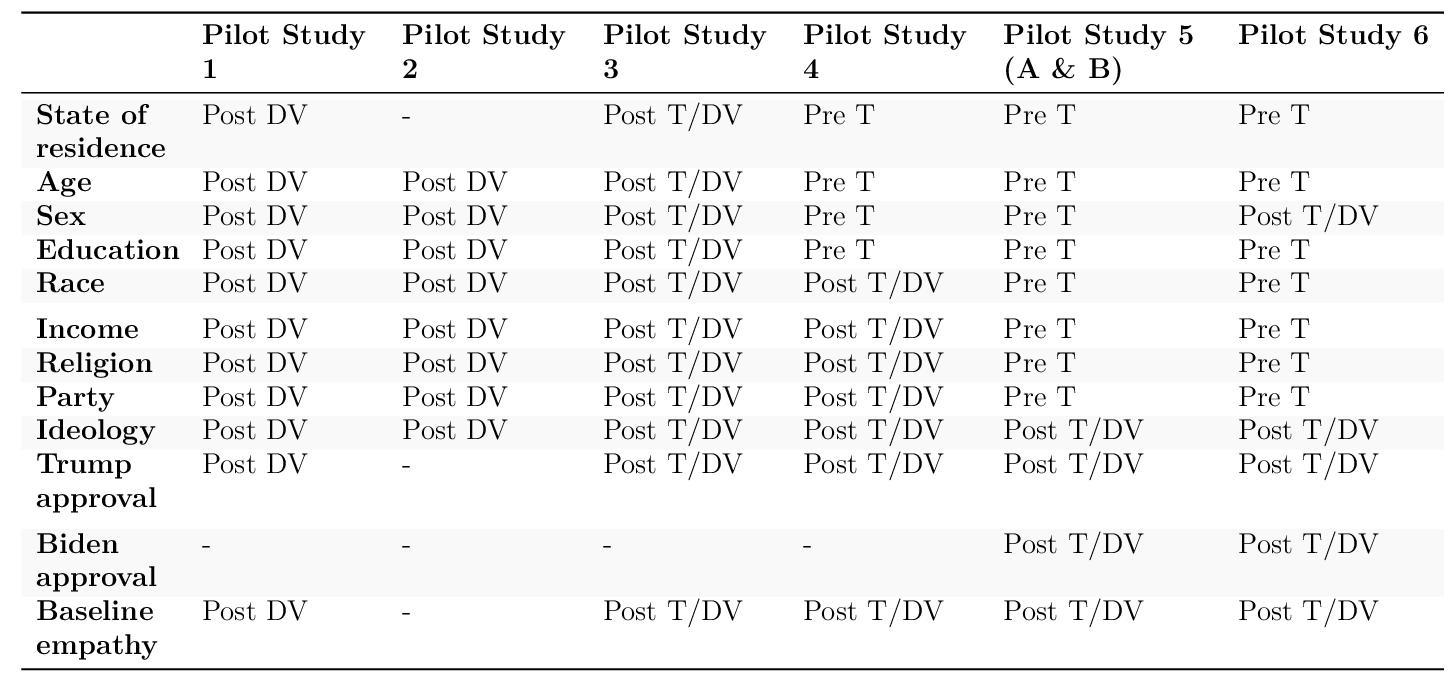 Pilot Study Pilot Study Pilot Study Pilot Study Pilot Study 5 Pilot Study 6
1 2 3 4 (A & B)
State of Post DV - Post T/DV Pre T Pre T Pre T
residence
Age Post DV Post DV Post T/DV Pre T Pre T Pre T
Sex Post DV Post DV Post T/DV Pre T Pre T Post T/DV
Education Post DV Post DV Post T/DV Pre T Pre T Pre T
Race Post DV Post DV Post T/DV Post T/DV Pre T Pre T
Income Post DV Post DV Post T/DV Post T/DV Pre T Pre T
Religion Post DV Post DV Post T/DV Post T/DV Pre T Pre T
Party Post DV Post DV Post T/DV Post T/DV Pre T Pre T
Ideology Post DV Post DV Post T/DV Post T/DV Post T/DV Post T/DV
Trump Post DV - Post T/DV Post T/DV Post T/DV Post T/DV
approval
Biden - - - - Post T/DV Post T/DV
approval
Baseline Post DV - Post T/DV Post T/DV Post T/DV Post T/DV
empathy